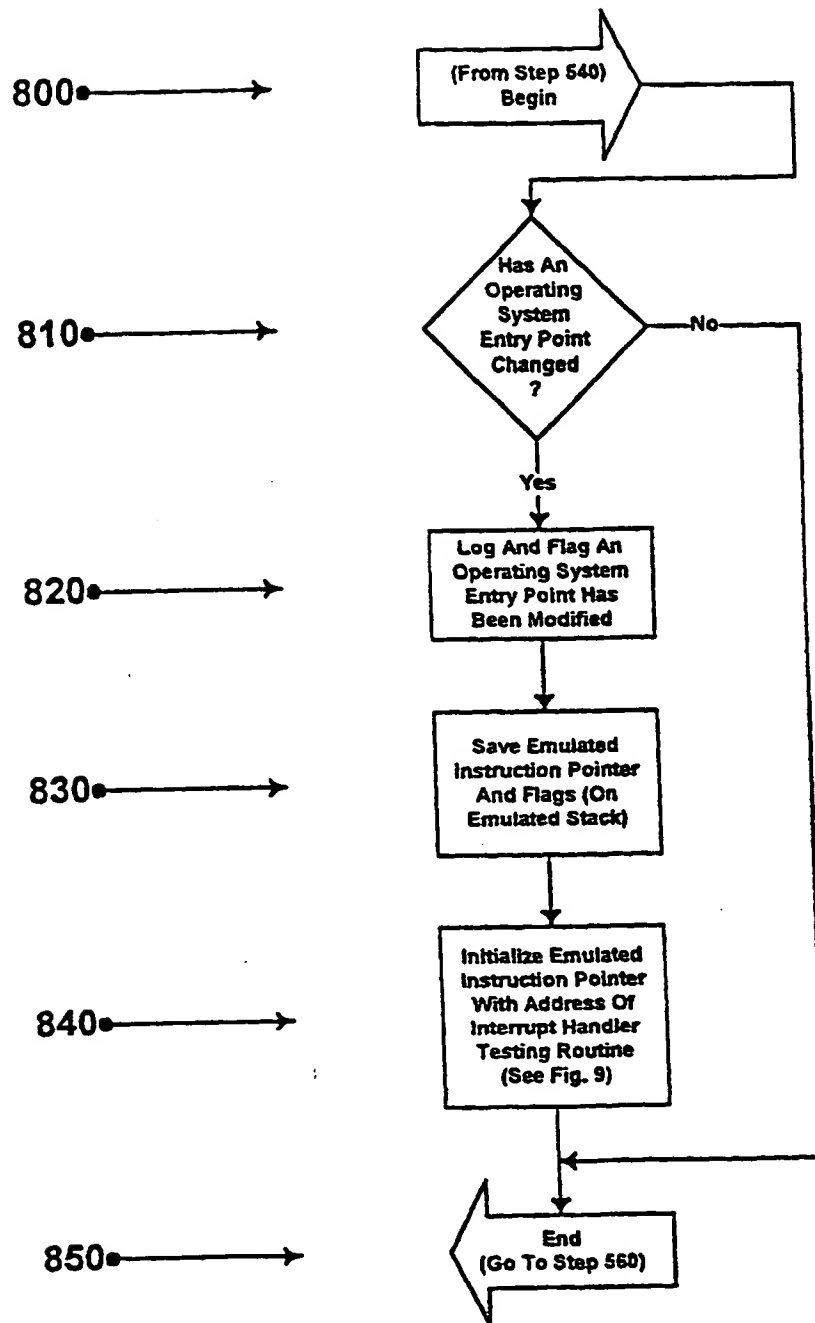 800
(From Step 540)
Begin
810
Has An
Operating
System
Entry Point
Changed
?
No
Yes
820
Log And Flag An
Operating System
Entry Point Has
Been Modified
830
Save Emulated
Instruction Pointer
And Flags (On
Emulated Stack)
840
Initialize Emulated
Instruction Pointer
With Address Of
Interrupt Handler
Testing Routine
(See Fig. 9)
850
End
(Go To Step 560)